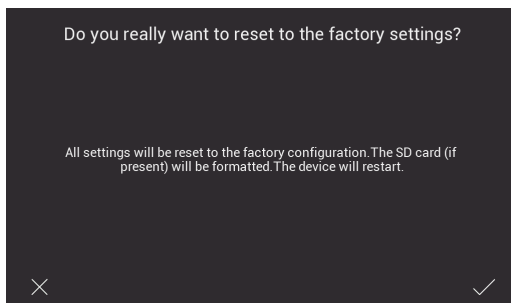 Do you really want to reset to the factory settings?
All settings will be reset to the factory configuration.The SD card (if
present) will be formatted.The device will restart.